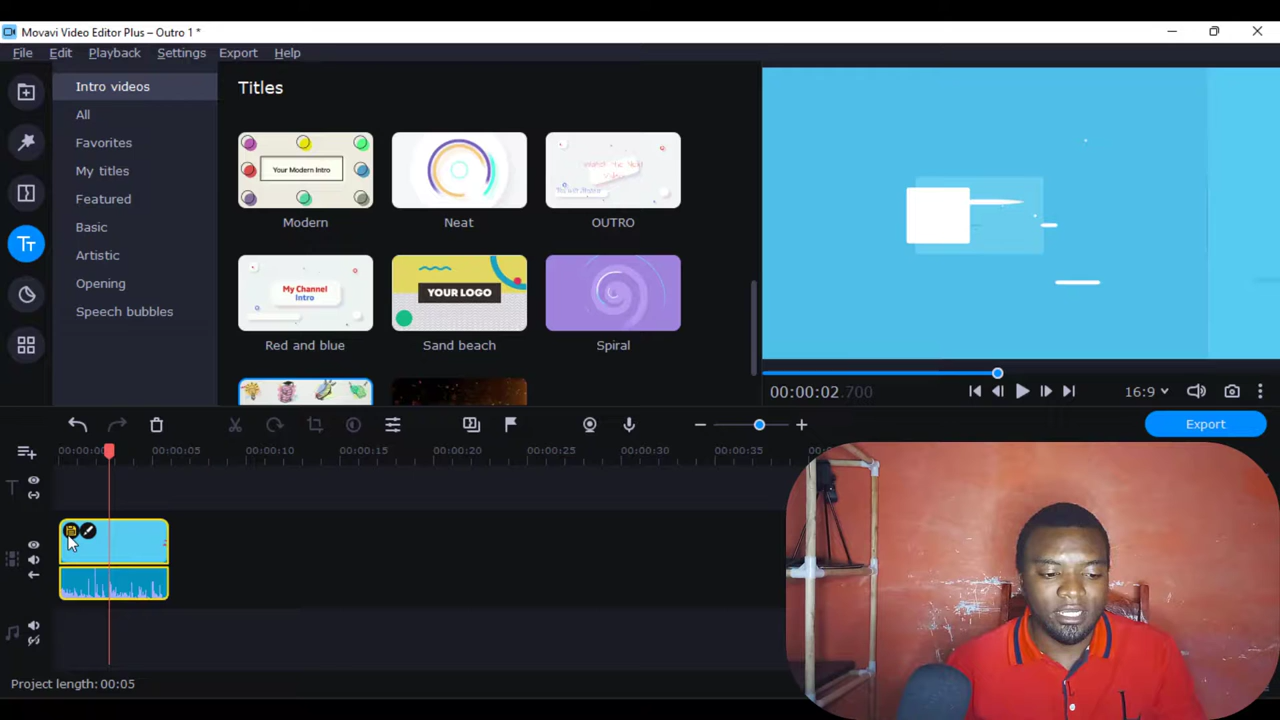 Movavi Video Editor Plus – Outro 1 *
File Edit Playback Settings Export Help
Intro videos
All
Favorites
My titles
Featured
Basic
Artistic
Opening
Speech bubbles
Titles
Your Modern Intro
Modern
Neat
OUTRO
My Channel
Intro
Red and blue
YOUR LOGO
Sand beach
Spiral
00:00:02.700
16:9
Export
00:00:00 00:00:05 00:00:10 00:00:15 00:00:20 00:00:25 00:00:30 00:00:35
Project length: 00:05